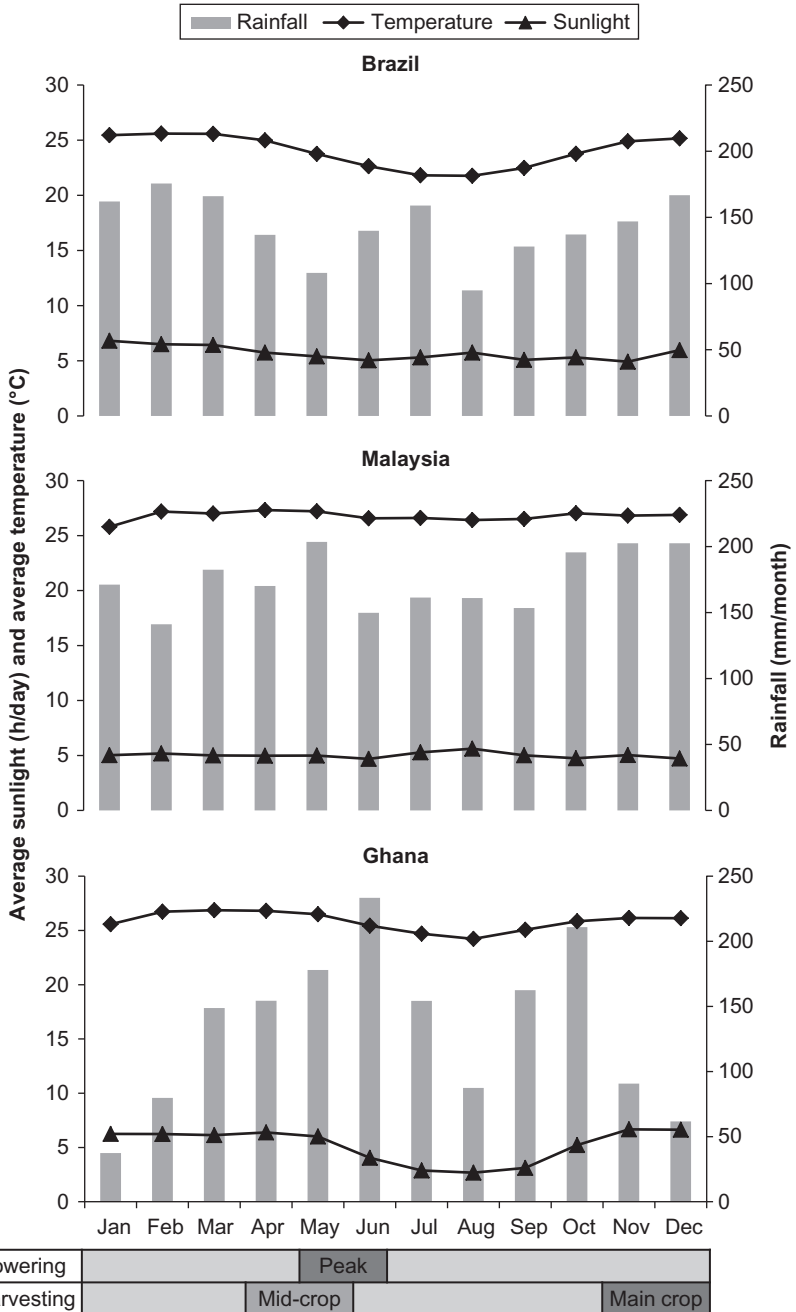 Rainfall Temperature Sunlight
Brazil
30 250
25 200
20 150
15 100
10 50
5 0
0
Malaysia
30 250
25 200
20 150
15 100
10 50
5 0
0
Ghana
30 250
25 200
20 150
15 100
10 50
5 0
0
Average sunlight (h/day) and average temperature (°C)
Rainfall (mm/month)
Jan Feb Mar Apr May Jun Jul Aug Sep Oct Nov Dec
owering Peak
arvesting Mid-crop Main crop